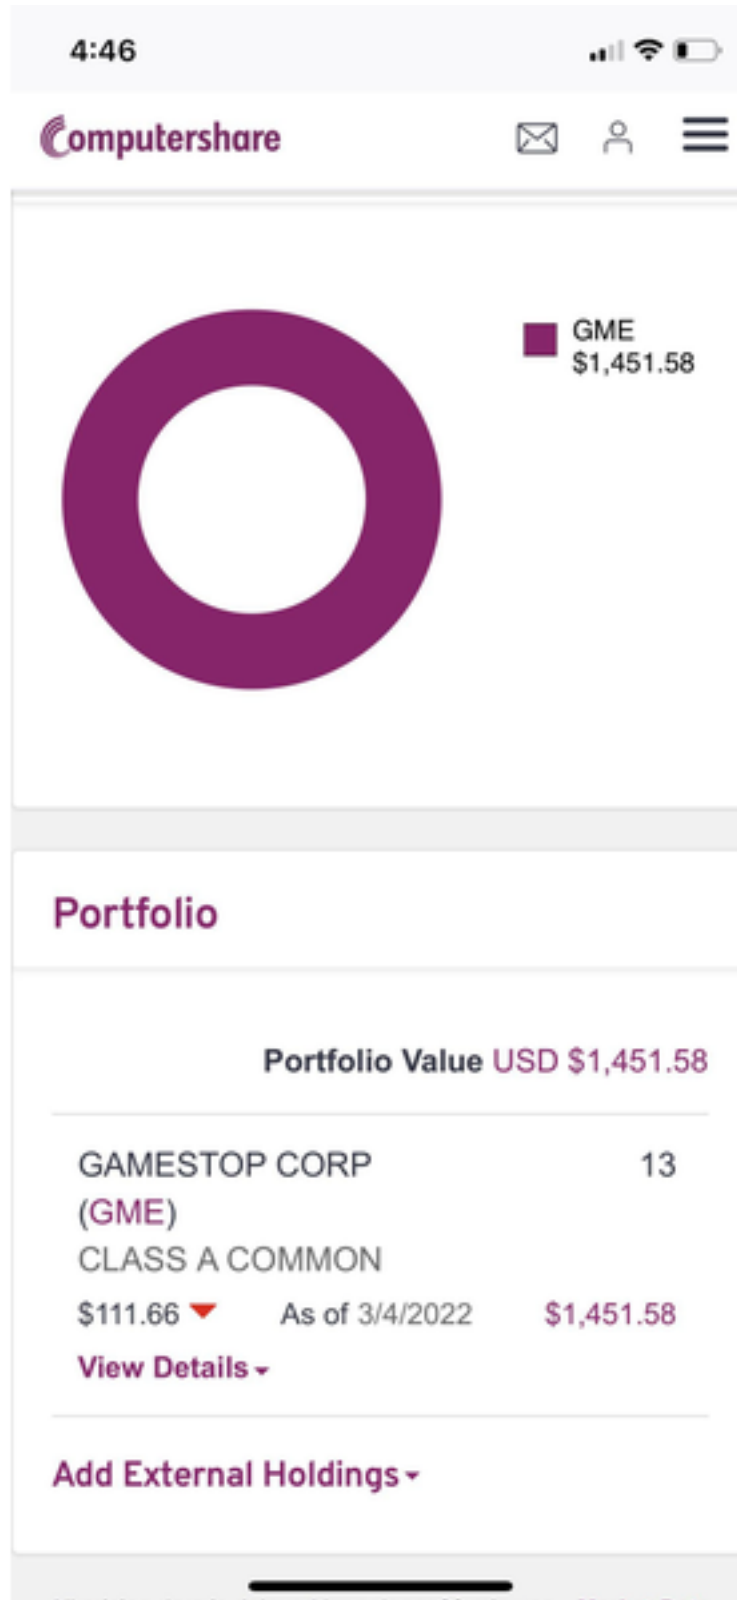 4:46
Computershare
GME
$1,451.58
Portfolio
Portfolio Value USD $1,451.58
GAMESTOP CORP 13
(GME)
CLASS A COMMON
$111.66 As of 3/4/2022 $1,451.58
View Details
Add External Holdings